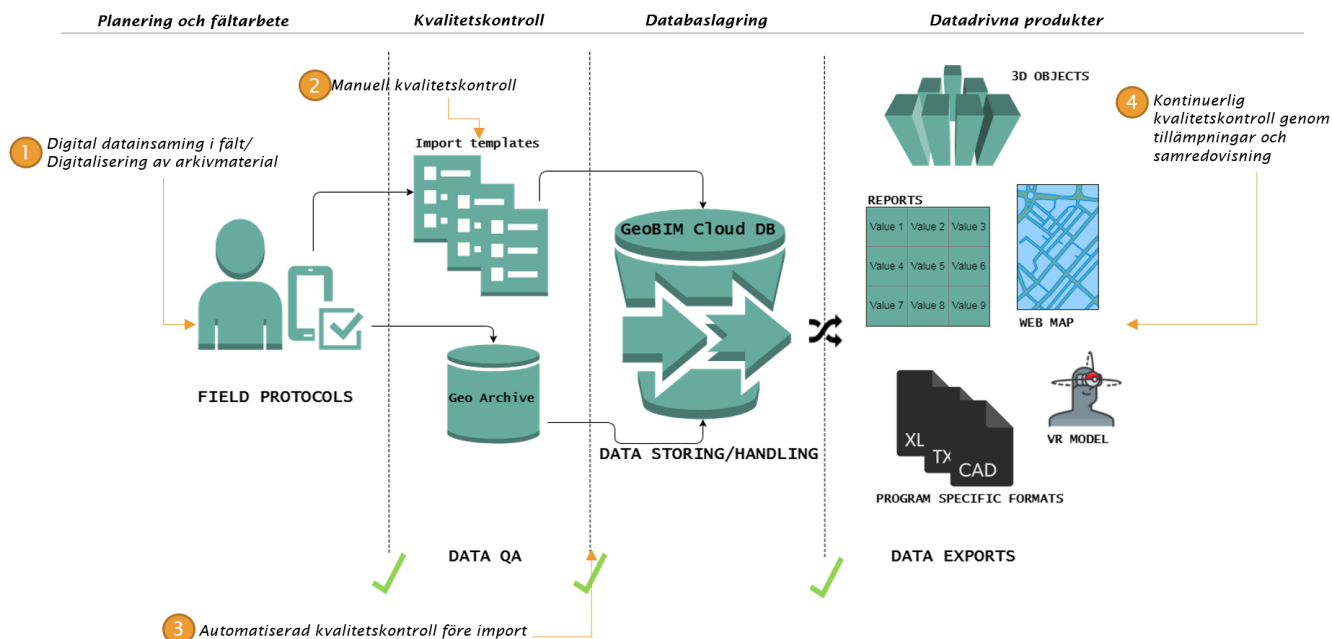 Planering och fältarbete
Kvalitetskontroll
Databaslagring
Datadrivna produkter
1
Digital datainsaming i fält/
Digitalisering av arkivmaterial
2
Manuell kvalitetskontroll
Import templates
3D OBJECTS
4
Kontinuerlig
kvalitetskontroll genom
tillämpningar och
samredovisning
GeoBIM Cloud DB
REPORTS
Value 1 Value 2 Value 3
Value 4 Value 5 Value 6
Value 7 Value 8 Value 9
WEB MAP
FIELD PROTOCOLS
Geo Archive
DATA STORING/HANDLING
XL
TX
CAD
VR MODEL
PROGRAM SPECIFIC FORMATS
DATA QA
DATA EXPORTS
3
Automatiserad kvalitetskontroll före import